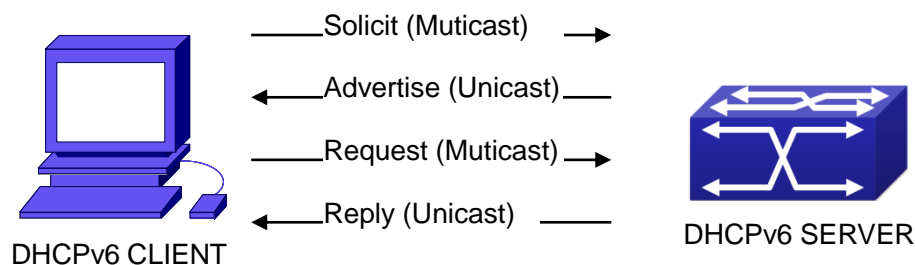 Solicit (Muticast)
Advertise (Unicast)
Request (Muticast)
Reply (Unicast)
DHCPv6 CLIENT
DHCPv6 SERVER